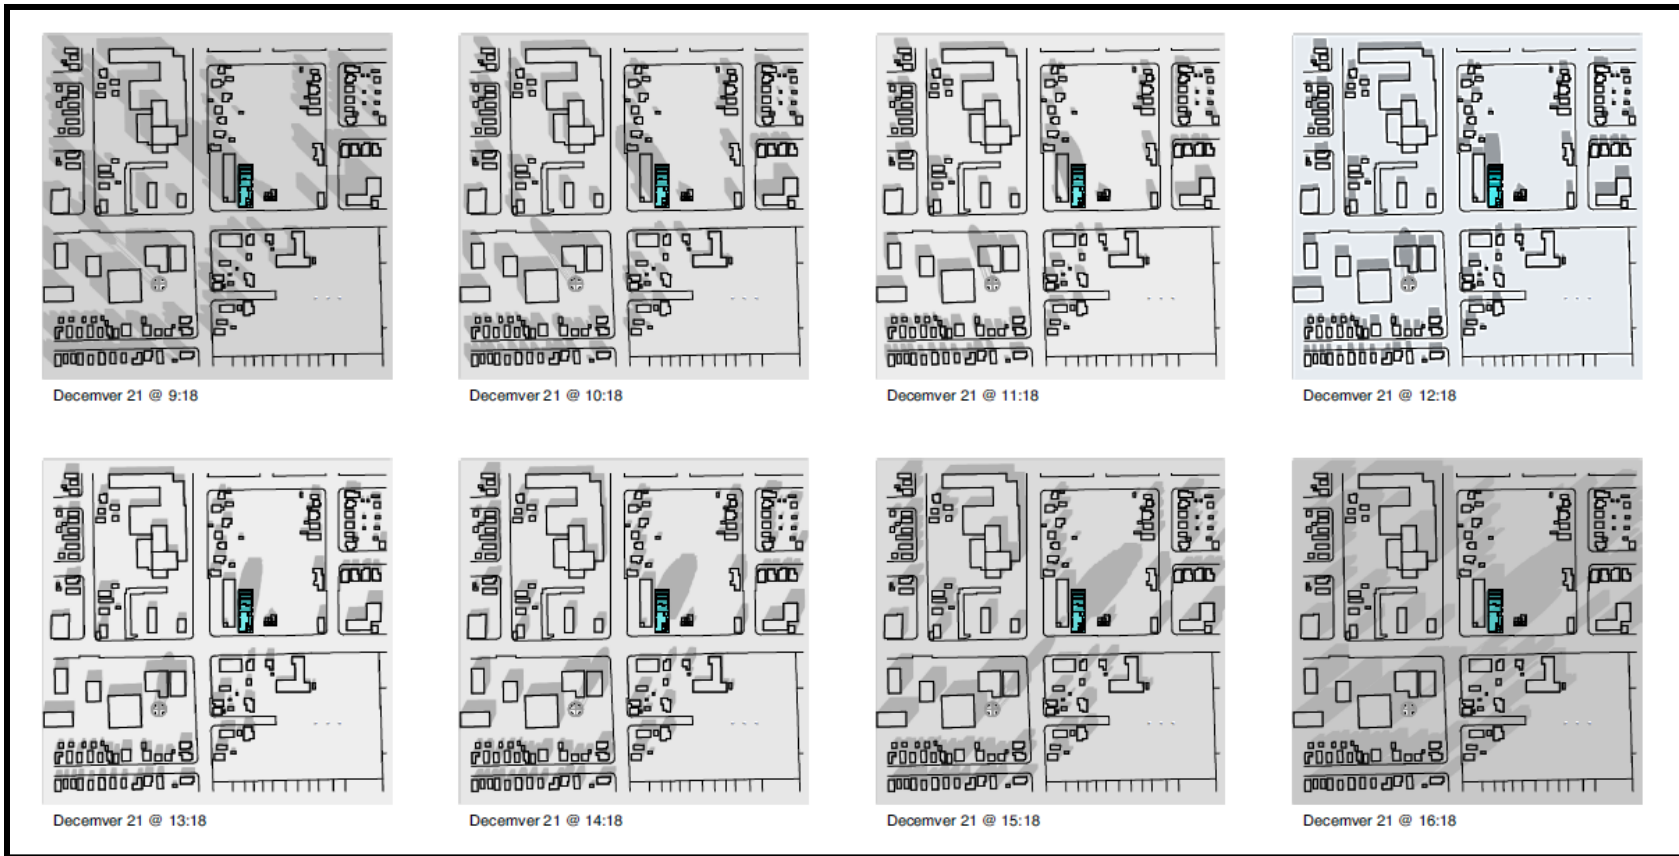 Decemver 21 @ 9:18
Decemver 21 @ 10:18
Decemver 21 @ 11:18
Decemver 21 @ 12:18
Decemver 21 @ 13:18
Decemver 21 @ 14:18
Decemver 21 @ 15:18
Decemver 21 @ 16:18